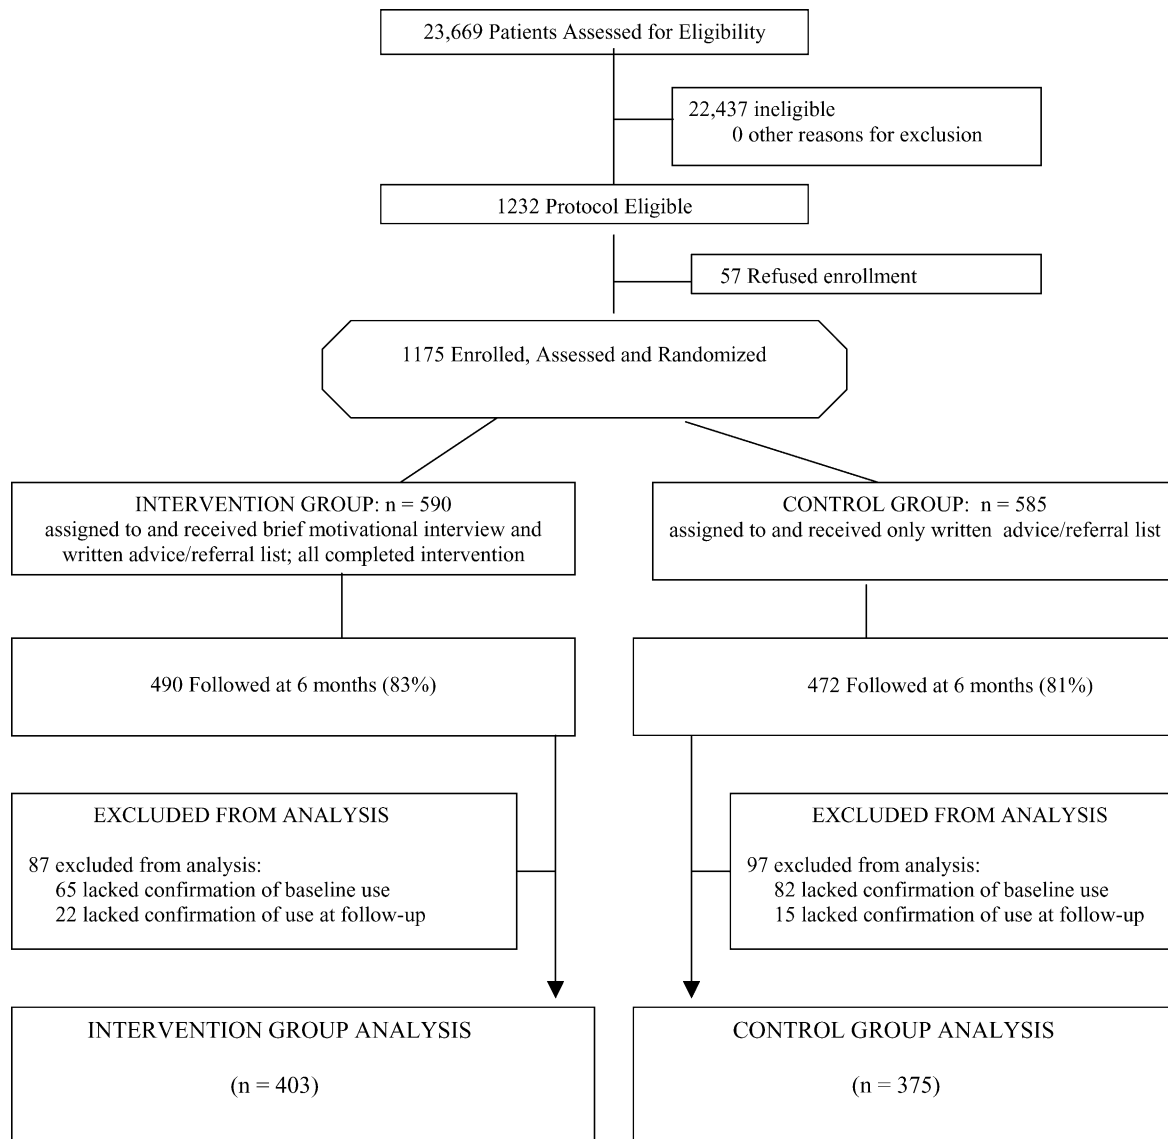 23,669 Patients Assessed for Eligibility
22,437 ineligible
0 other reasons for exclusion
1232 Protocol Eligible
57 Refused enrollment
1175 Enrolled, Assessed and Randomized
INTERVENTION GROUP: n = 590
assigned to and received brief motivational interview and
written advice/referral list; all completed intervention
CONTROL GROUP: n = 585
assigned to and received only written advice/referral list
490 Followed at 6 months (83%)
472 Followed at 6 months (81%)
EXCLUDED FROM ANALYSIS
87 excluded from analysis:
65 lacked confirmation of baseline use
22 lacked confirmation of use at follow-up
EXCLUDED FROM ANALYSIS
97 excluded from analysis:
82 lacked confirmation of baseline use
15 lacked confirmation of use at follow-up
INTERVENTION GROUP ANALYSIS
(n = 403)
CONTROL GROUP ANALYSIS
(n = 375)